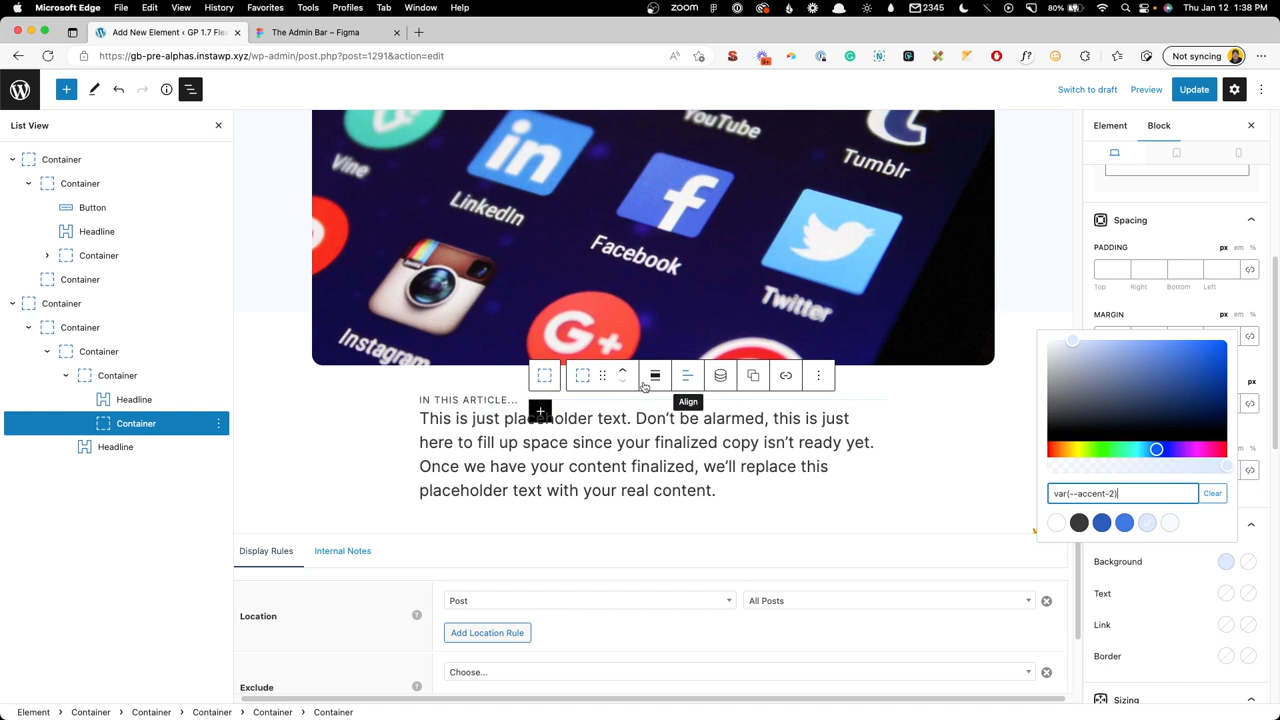 Microsoft Edge File Edit View History Favorites Tools Profiles Tab Window Help zoom 2345 80% Thu Jan 12 1:38 PM
Add New Element ‹ GP 1.7 Flex The Admin Bar – Figma
https://gb-pre-alphas.instawp.xyz/wp-admin/post.php?post=1291&action=edit Not syncing
Switch to draft Preview Update
List View
Element Block
Container
Container
Button
Headline
Container
Container
Container
Container
Container
Container
Headline
Container
Headline
YouTube
Tumblr
Vine
LinkedIn
Facebook
Twitter
Instagram
G+
Align
IN THIS ARTICLE...
This is just placeholder text. Don't be alarmed, this is just
here to fill up space since your finalized copy isn't ready yet.
Once we have your content finalized, we'll replace this
placeholder text with your real content.
Spacing
PADDING px em %
Top Right Bottom Left
MARGIN px em %
px
%
var(--accent-2) Clear
Background
Text
Link
Border
Sizing
Display Rules Internal Notes
Location ? Post All Posts
Add Location Rule
Exclude ? Choose...
Element > Container > Container > Container > Container > Container